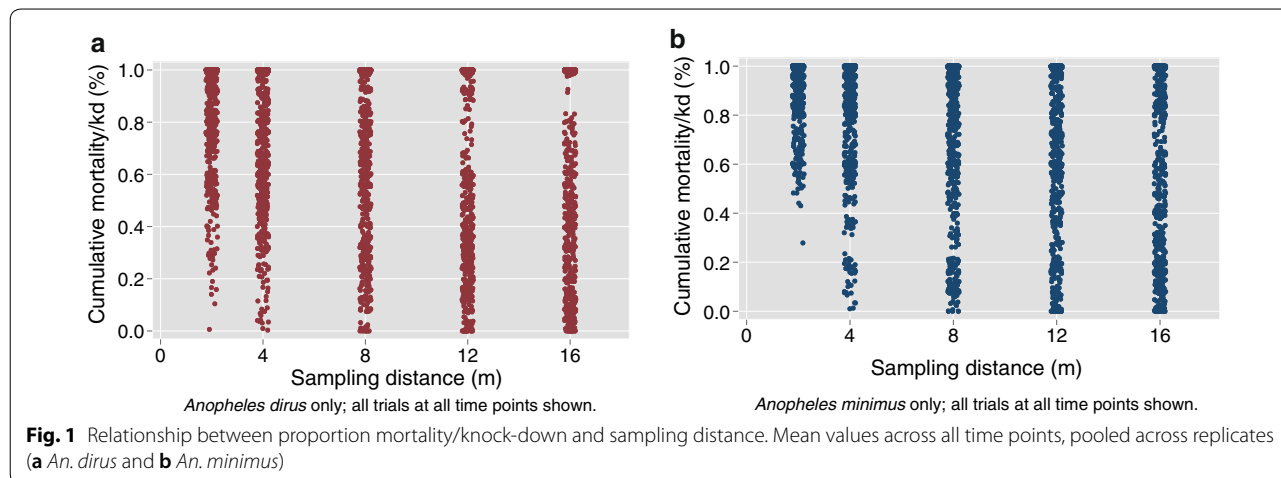 a
Cumulative mortality/kd (%)
1.0
0.8
0.6
0.4
0.2
0.0
0 4 8 12 16
Sampling distance (m)
Anopheles dirus only; all trials at all time points shown.
b
Cumulative mortality/kd (%)
1.0
0.8
0.6
0.4
0.2
0.0
0 4 8 12 16
Sampling distance (m)
Anopheles minimus only; all trials at all time points shown.
Fig. 1 Relationship between proportion mortality/knock-down and sampling distance. Mean values across all time points, pooled across replicates
(a An. dirus and b An. minimus)